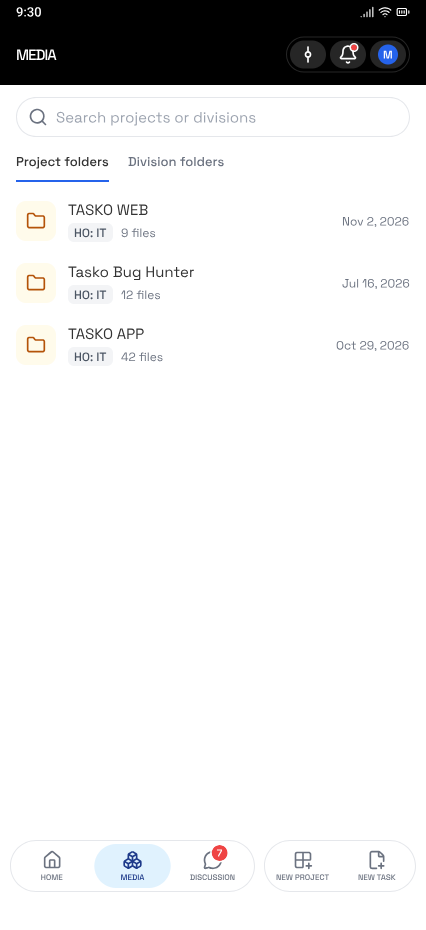 9:30
MEDIA
M
Search projects or divisions
Project folders
Division folders
TASKO WEB
HO: IT
9 files
Nov 2, 2026
Tasko Bug Hunter
HO: IT
12 files
Jul 16, 2026
TASKO APP
HO: IT
42 files
Oct 29, 2026
HOME
MEDIA
7
DISCUSSION
NEW PROJECT
NEW TASK